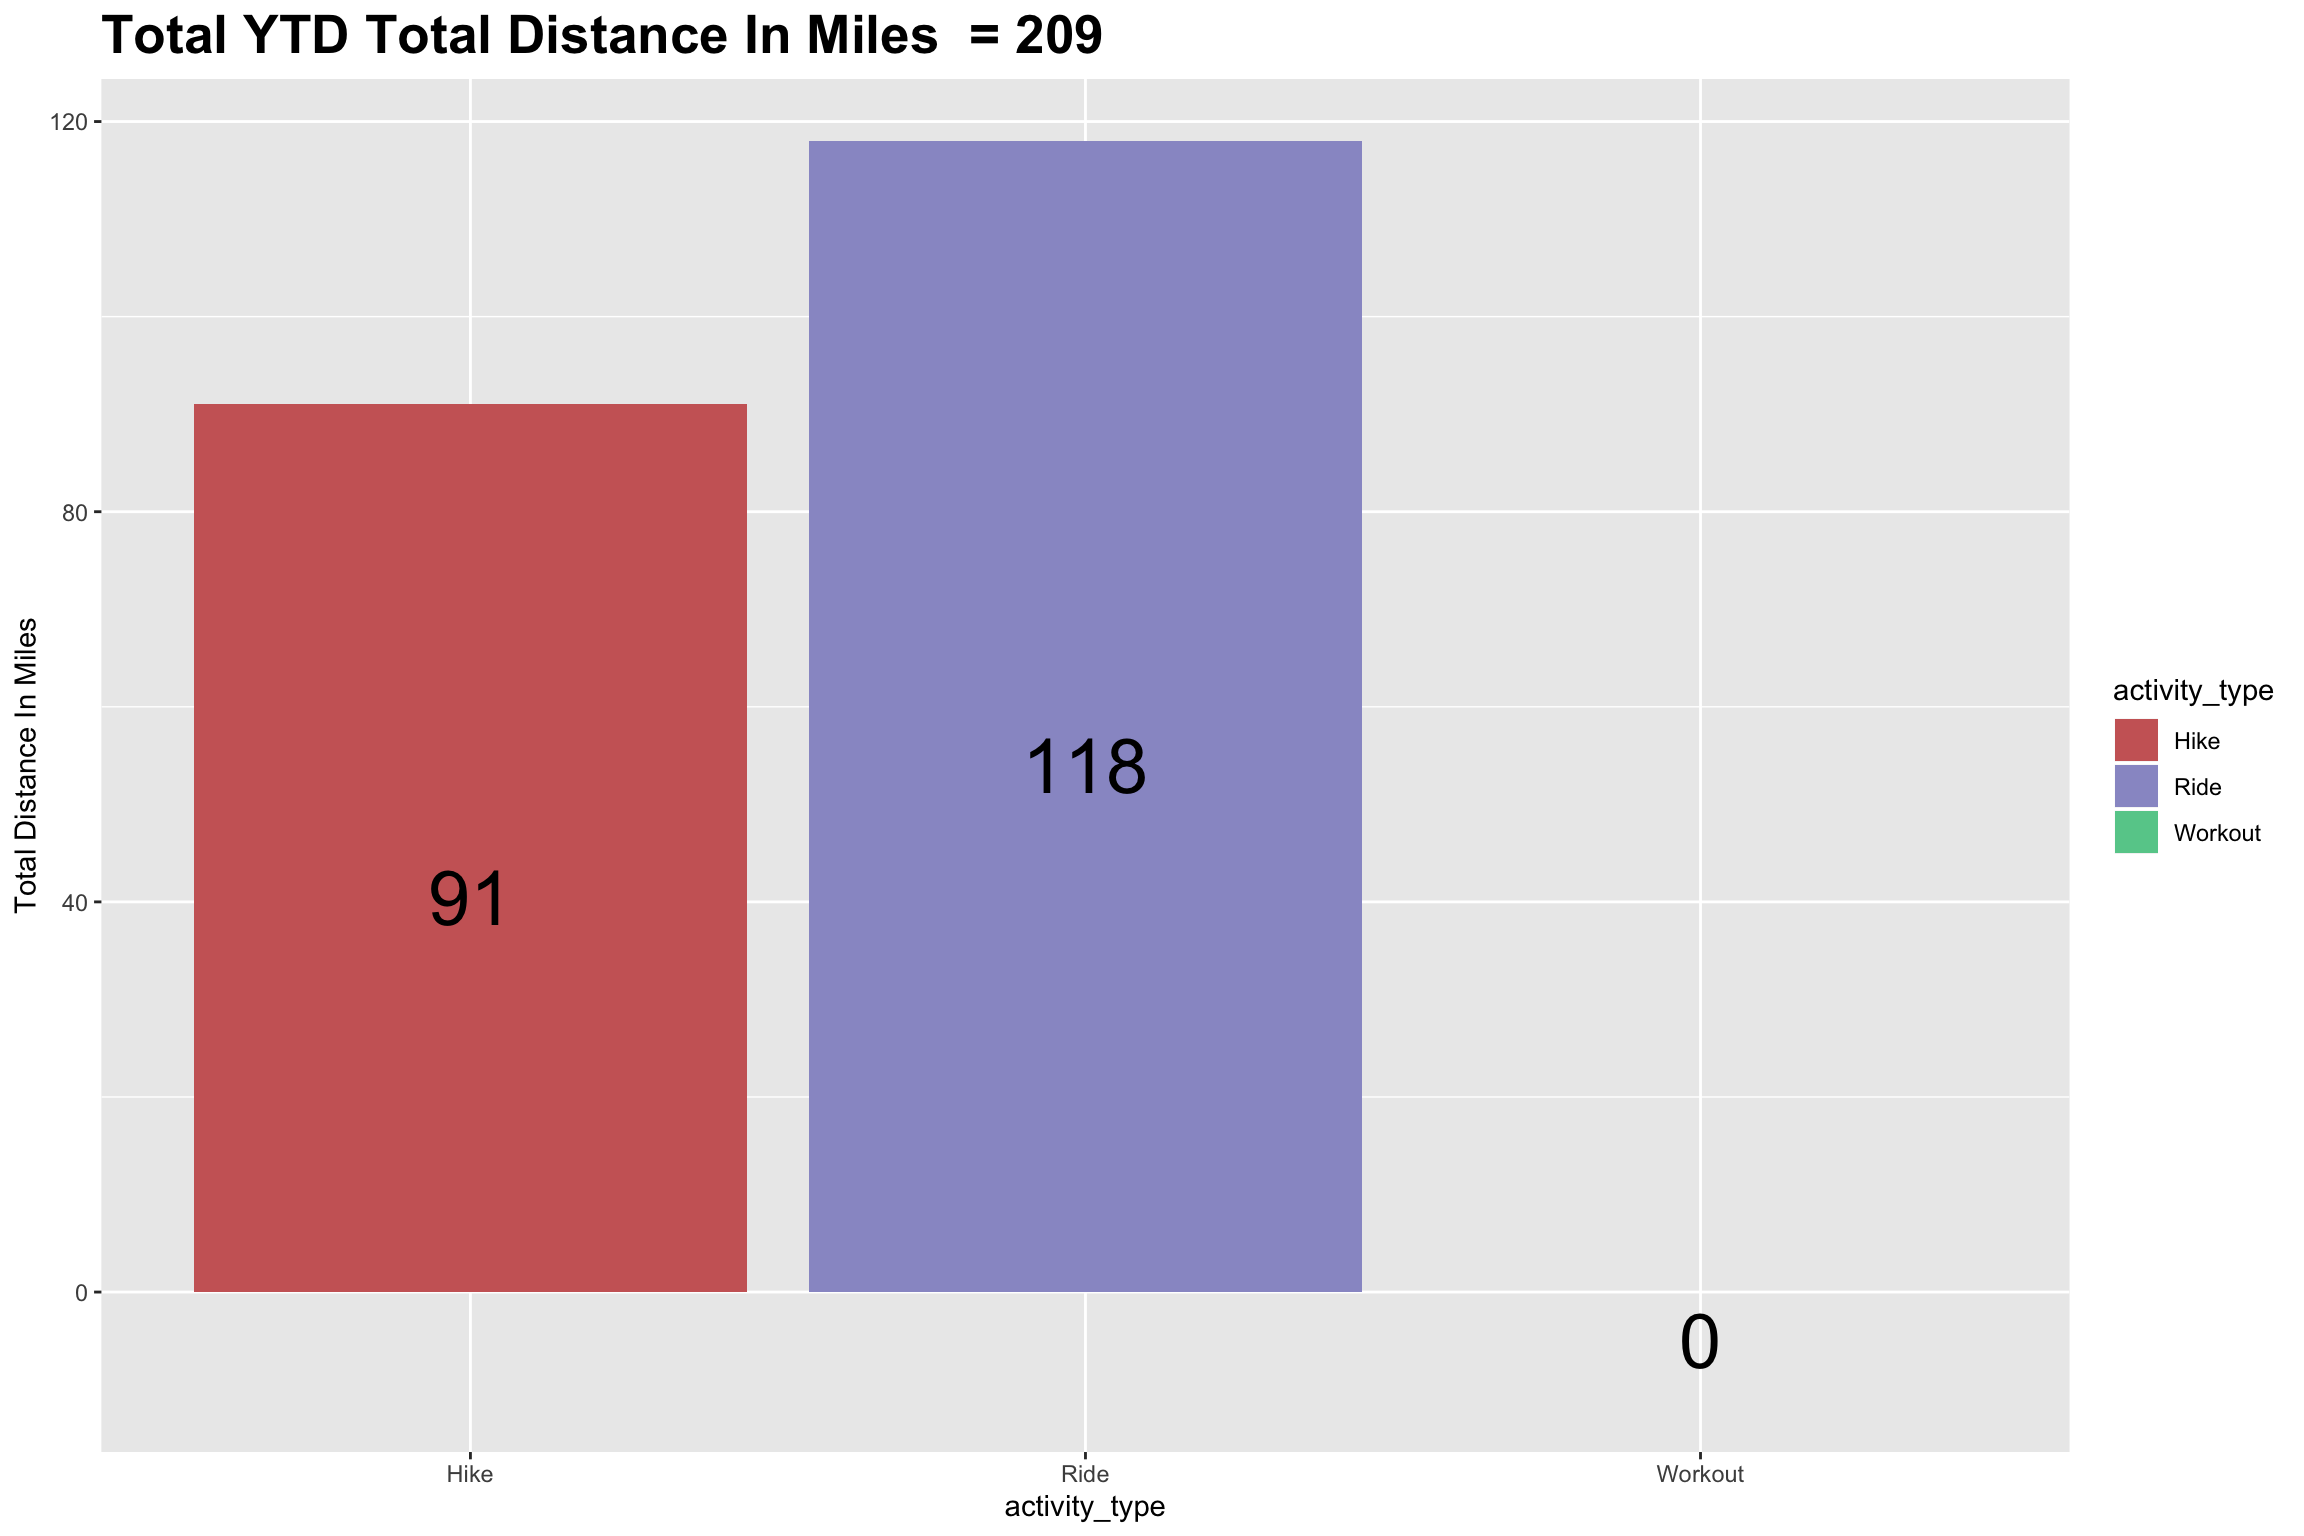 Total YTD Total Distance In Miles  = 209
120
80
40
0
Total Distance In Miles
91
118
0
Hike
Ride
Workout
activity_type
activity_type
Hike
Ride
Workout